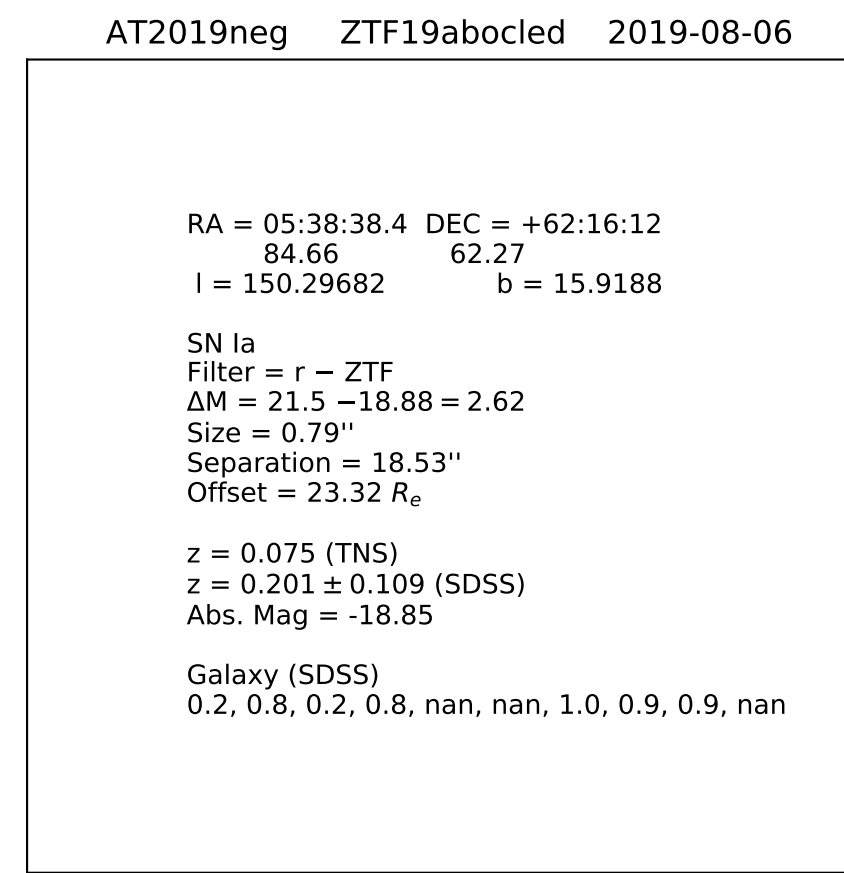 AT2019neg ZTF19abocled 2019-08-06
RA = 05:38:38.4 DEC = +62:16:12
84.66 62.27
l = 150.29682 b = 15.9188
SN Ia
Filter = r − ZTF
ΔM = 21.5 −18.88 = 2.62
Size = 0.79''
Separation = 18.53''
Offset = 23.32 Rₑ
z = 0.075 (TNS)
z = 0.201 ± 0.109 (SDSS)
Abs. Mag = -18.85
Galaxy (SDSS)
0.2, 0.8, 0.2, 0.8, nan, nan, 1.0, 0.9, 0.9, nan